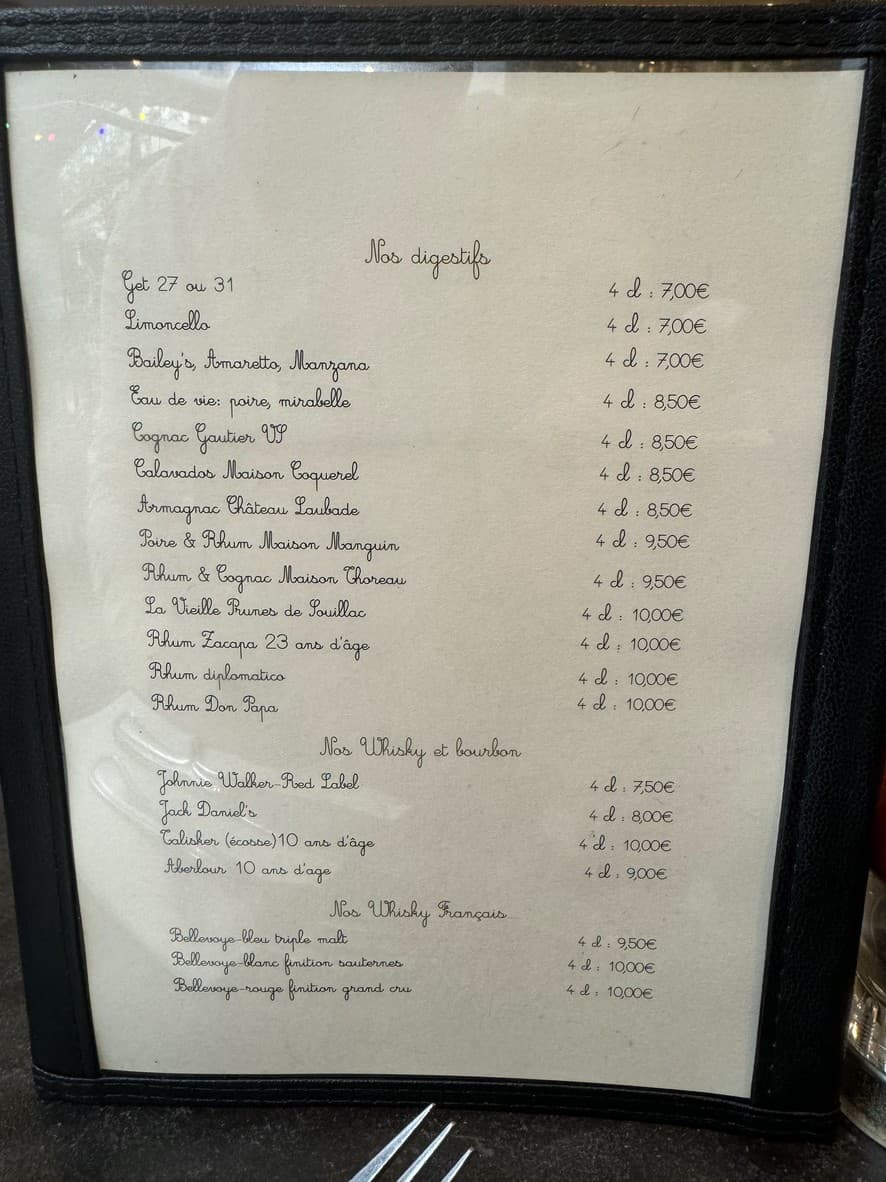 Nos digestifs
Get 27 ou 31 4 cl : 7,00€
Limoncello 4 cl : 7,00€
Bailey's, Amaretto, Manzana 4 cl : 7,00€
Eau de vie: poire, mirabelle 4 cl : 8,50€
Cognac Gautier VS 4 cl : 8,50€
Calavados Maison Coquerel 4 cl : 8,50€
Armagnac Château Laubade 4 cl : 8,50€
Poire & Rhum Maison Manguin 4 cl : 9,50€
Rhum & Cognac Maison Thoreau 4 cl : 9,50€
La Vieille Prunes de Souillac 4 cl : 10,00€
Rhum Zacapa 23 ans d'âge 4 cl : 10,00€
Rhum diplomatico 4 cl : 10,00€
Rhum Don Papa 4 cl : 10,00€
Nos Whisky et bourbon
Johnnie Walker-Red Label 4 cl : 7,50€
Jack Daniel's 4 cl : 8,00€
Talisker (écosse)10 ans d'âge 4 cl : 10,00€
Aberlour 10 ans d'age 4 cl : 9,00€
Nos Whisky Français
Bellevoye-bleu triple malt 4 cl : 9,50€
Bellevoye-blanc finition sauternes 4 cl : 10,00€
Bellevoye-rouge finition grand cru 4 cl : 10,00€